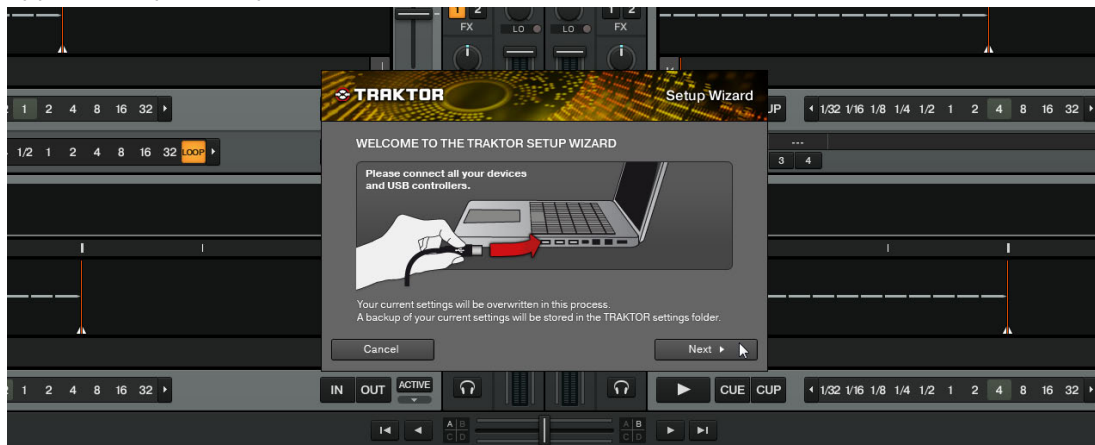 1 2
FX
LO
LO
1 2
FX
TRAKTOR
Setup Wizard
1 2 4 8 16 32
UP
1/32 1/16 1/8 1/4 1/2 1 2 4 8 16 32
WELCOME TO THE TRAKTOR SETUP WIZARD
1/2 1 2 4 8 16 32 LOOP
---
3 4
Please connect all your devices
and USB controllers.
Your current settings will be overwritten in this process.
A backup of your current settings will be stored in the TRAKTOR settings folder.
Cancel
Next
1 2 4 8 16 32
IN OUT ACTIVE
CUE CUP
1/32 1/16 1/8 1/4 1/2 1 2 4 8 16 32
A B
C D
A B
C D